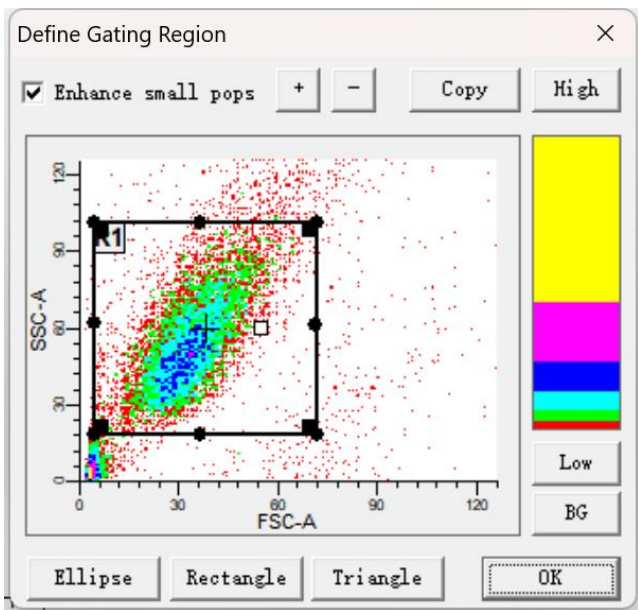 Define Gating Region
Enhance small pops + - Copy High
120
90
60
30
0
SSC-A
R1
0 30 60 90 120
FSC-A
Low
BG
Ellipse Rectangle Triangle OK